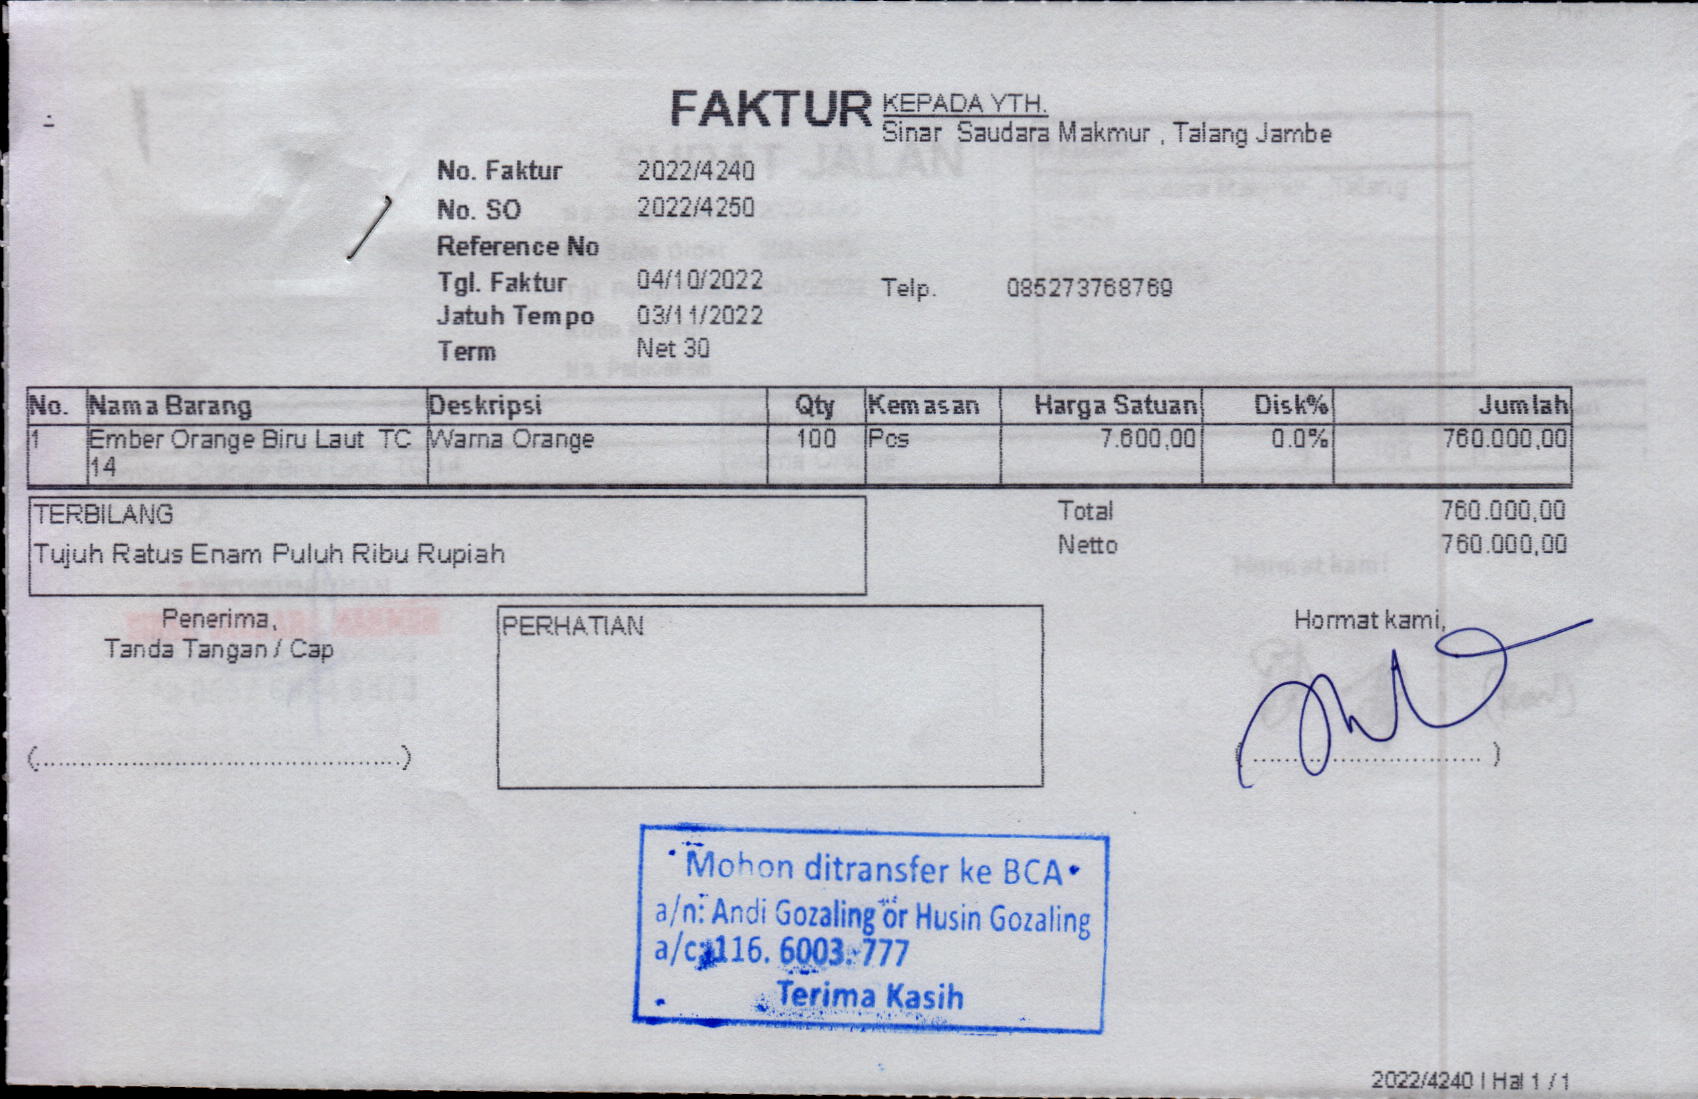 FAKTUR
KEPADA YTH.
Sinar Saudara Makmur , Talang Jambe
No. Faktur 2022/4240
No. SO 2022/4250
Reference No
Tgl. Faktur 04/10/2022
Telp. 085273768769
Jatuh Tempo 03/11/2022
Term Net 30
No. Nama Barang Deskripsi Qty Kemasan Harga Satuan Disk% Jumlah
1 Ember Orange Biru Laut TC Warna Orange 100 Pcs 7.600,00 0.0% 760.000,00
14
TERBILANG
Tujuh Ratus Enam Puluh Ribu Rupiah
Total 760.000,00
Netto 760.000,00
Penerima,
Tanda Tangan / Cap
(..............................................)
PERHATIAN
Hormat kami,
(.................................)
Mohon ditransfer ke BCA
a/n: Andi Gozaling or Husin Gozaling
a/c: 116. 6003. 777
Terima Kasih
2022/4240 | Hal 1 / 1